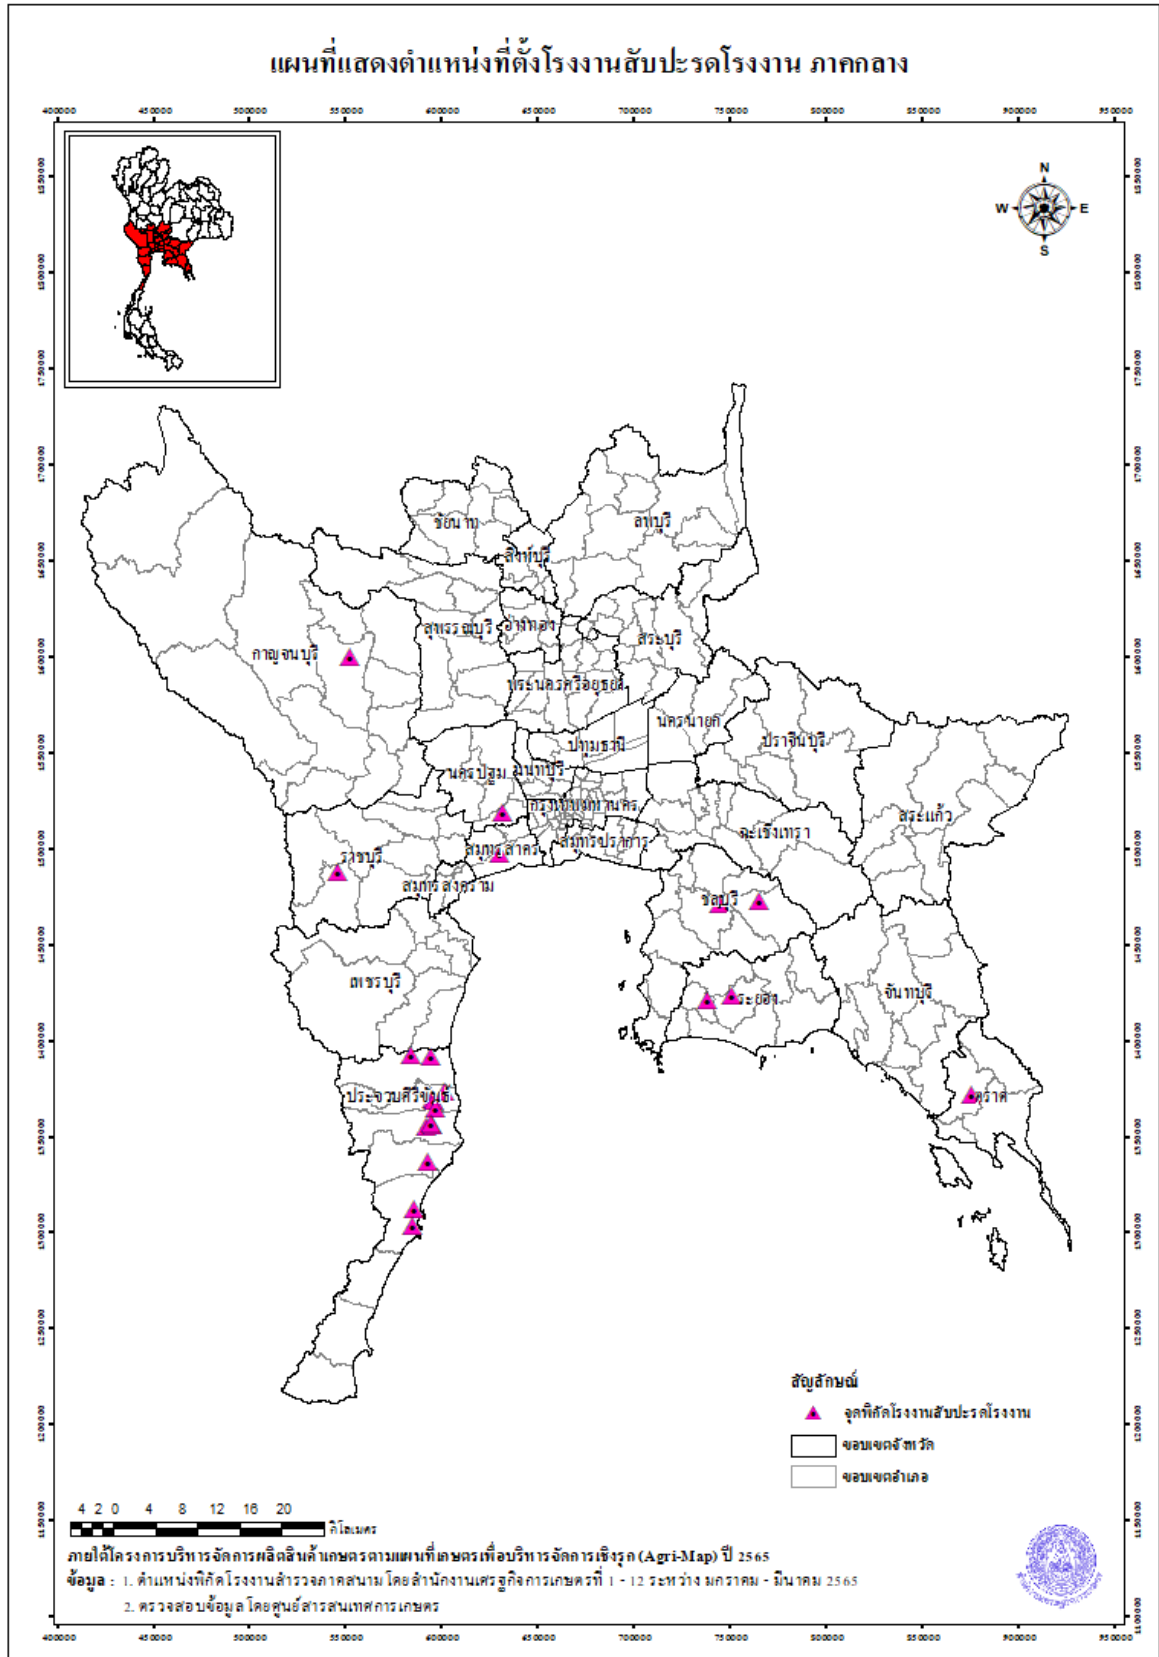 แผนที่แสดงตำแหน่งที่ตั้งโรงงานสับปะรดโรงงาน ภาคกลาง
400000 450000 500000 550000 600000 650000 700000 750000 800000 850000 900000 950000
N
W E
S
ชัยนาท
ลพบุรี
สิงห์บุรี
สุพรรณบุรี
อ่างทอง
สระบุรี
กาญจนบุรี
พระนครศรีอยุธยา
นครนายก
ปทุมธานี
ปราจีนบุรี
นครปฐม
นนทบุรี
กรุงเทพมหานคร
สระแก้ว
ฉะเชิงเทรา
สมุทรปราการ
สมุทรสาคร
ราชบุรี
สมุทรสงคราม
ชลบุรี
เพชรบุรี
จันทบุรี
ระยอง
ประจวบคีรีขันธ์
ตราด
สัญลักษณ์
จุดพิกัดโรงงานสับปะรดโรงงาน
ขอบเขตจังหวัด
ขอบเขตอำเภอ
4 2 0 4 8 12 16 20
กิโลเมตร
ภายใต้โครงการบริหารจัดการผลิตสินค้าเกษตรตามแผนที่เกษตรเพื่อบริหารจัดการเชิงรุก (Agri-Map) ปี 2565
ข้อมูล : 1. ตำแหน่งพิกัดโรงงานสำรวจภาคสนามโดยสำนักงานเศรษฐกิจการเกษตรที่ 1 - 12 ระหว่าง มกราคม - มีนาคม 2565
2. ตรวจสอบข้อมูลโดยศูนย์สารสนเทศการเกษตร
400000 450000 500000 550000 600000 650000 700000 750000 800000 850000 900000 950000